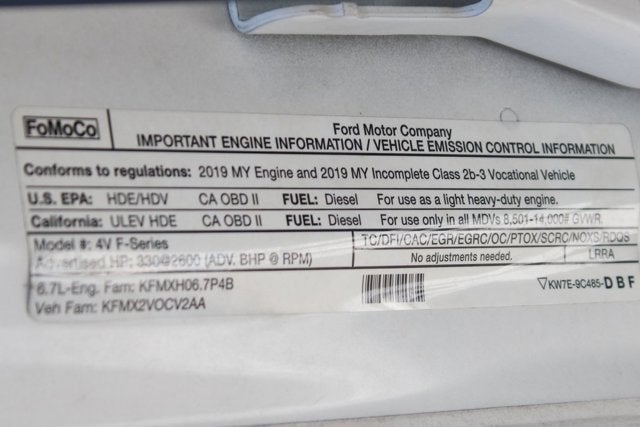 FoMoCo
Ford Motor Company
IMPORTANT ENGINE INFORMATION / VEHICLE EMISSION CONTROL INFORMATION
Conforms to regulations: 2019 MY Engine and 2019 MY Incomplete Class 2b-3 Vocational Vehicle
U.S. EPA: HDE/HDV CA OBD II FUEL: Diesel For use as a light heavy-duty engine.
California: ULEV HDE CA OBD II FUEL: Diesel For use only in all MDVs 8,501-14,000# GVWR.
Model #: 4V F-Series TC/DFI/CAC/EGR/EGRC/OC/PTOX/SCRC/NOXS/RDQS
Advertised HP: 330@2600 (ADV. BHP @ RPM) No adjustments needed. LRRA
6.7L-Eng. Fam: KFMXH06.7P4B
Veh Fam: KFMX2VOCV2AA
KW7E-9C485-DBF